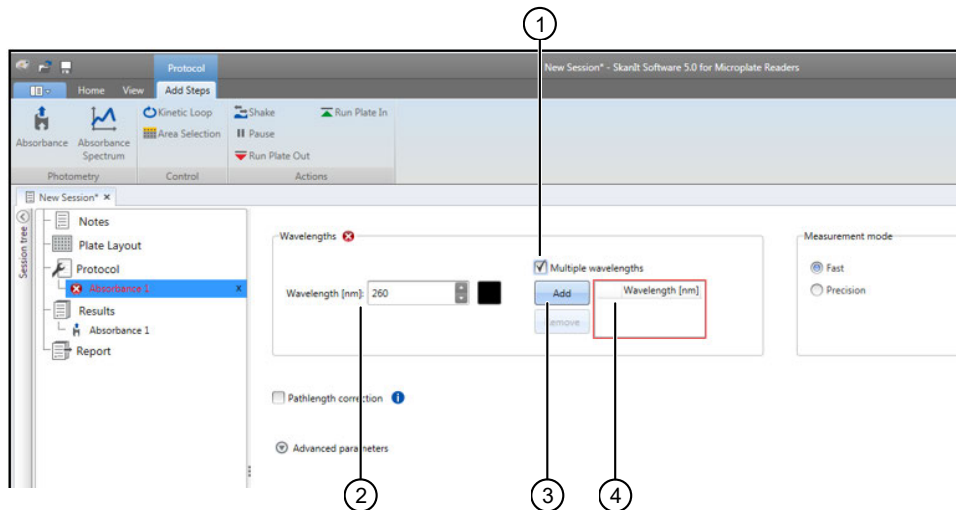 1
New Session* - SkanIt Software 5.0 for Microplate Readers
Protocol
Home View Add Steps
Absorbance
Absorbance Spectrum
Kinetic Loop
Area Selection
Shake
Pause
Run Plate Out
Run Plate In
Photometry
Control
Actions
New Session* ×
Session tree
Notes
Plate Layout
Protocol
Absorbance 1 x
Results
Absorbance 1
Report
Wavelengths
Wavelength [nm]: 260
Multiple wavelengths
Add
Remove
Wavelength [nm]
Measurement mode
Fast
Precision
Pathlength correction i
Advanced parameters
2
3
4